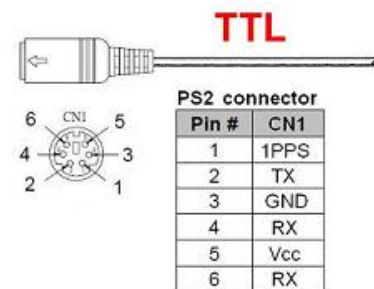 TTL
PS2 connector
Pin # CN1
1 1PPS
2 TX
3 GND
4 RX
5 Vcc
6 RX
CN1
6 5
4 3
2 1